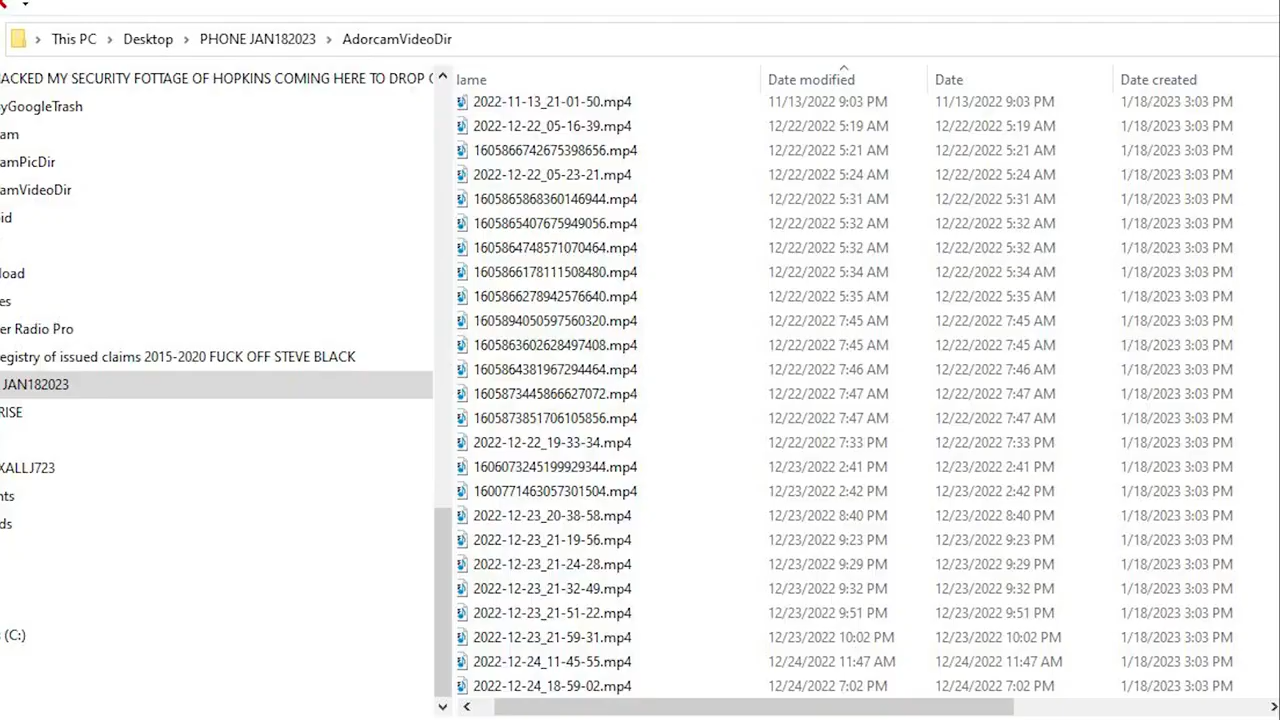 This PC > Desktop > PHONE JAN182023 > AdorcamVideoDir
ACKED MY SECURITY FOTTAGE OF HOPKINS COMING HERE TO DROP
yGoogleTrash
am
amPicDir
amVideoDir
id
load
es
er Radio Pro
egistry of issued claims 2015-2020 FUCK OFF STEVE BLACK
JAN182023
RISE
XALLJ723
nts
ds
(C:)
lame Date modified Date Date created
2022-11-13_21-01-50.mp4 11/13/2022 9:03 PM 11/13/2022 9:03 PM 1/18/2023 3:03 PM
2022-12-22_05-16-39.mp4 12/22/2022 5:19 AM 12/22/2022 5:19 AM 1/18/2023 3:03 PM
1605866742675398656.mp4 12/22/2022 5:21 AM 12/22/2022 5:21 AM 1/18/2023 3:03 PM
2022-12-22_05-23-21.mp4 12/22/2022 5:24 AM 12/22/2022 5:24 AM 1/18/2023 3:03 PM
1605865868360146944.mp4 12/22/2022 5:31 AM 12/22/2022 5:31 AM 1/18/2023 3:03 PM
1605865407675949056.mp4 12/22/2022 5:32 AM 12/22/2022 5:32 AM 1/18/2023 3:03 PM
1605864748571070464.mp4 12/22/2022 5:32 AM 12/22/2022 5:32 AM 1/18/2023 3:03 PM
1605866178111508480.mp4 12/22/2022 5:34 AM 12/22/2022 5:34 AM 1/18/2023 3:03 PM
1605866278942576640.mp4 12/22/2022 5:35 AM 12/22/2022 5:35 AM 1/18/2023 3:03 PM
1605894050597560320.mp4 12/22/2022 7:45 AM 12/22/2022 7:45 AM 1/18/2023 3:03 PM
1605863602628497408.mp4 12/22/2022 7:45 AM 12/22/2022 7:45 AM 1/18/2023 3:03 PM
1605864381967294464.mp4 12/22/2022 7:46 AM 12/22/2022 7:46 AM 1/18/2023 3:03 PM
1605873445866627072.mp4 12/22/2022 7:47 AM 12/22/2022 7:47 AM 1/18/2023 3:03 PM
1605873851706105856.mp4 12/22/2022 7:47 AM 12/22/2022 7:47 AM 1/18/2023 3:03 PM
2022-12-22_19-33-34.mp4 12/22/2022 7:33 PM 12/22/2022 7:33 PM 1/18/2023 3:03 PM
1606073245199929344.mp4 12/23/2022 2:41 PM 12/23/2022 2:41 PM 1/18/2023 3:03 PM
1600771463057301504.mp4 12/23/2022 2:42 PM 12/23/2022 2:42 PM 1/18/2023 3:03 PM
2022-12-23_20-38-58.mp4 12/23/2022 8:40 PM 12/23/2022 8:40 PM 1/18/2023 3:03 PM
2022-12-23_21-19-56.mp4 12/23/2022 9:23 PM 12/23/2022 9:23 PM 1/18/2023 3:03 PM
2022-12-23_21-24-28.mp4 12/23/2022 9:29 PM 12/23/2022 9:29 PM 1/18/2023 3:03 PM
2022-12-23_21-32-49.mp4 12/23/2022 9:32 PM 12/23/2022 9:32 PM 1/18/2023 3:03 PM
2022-12-23_21-51-22.mp4 12/23/2022 9:51 PM 12/23/2022 9:51 PM 1/18/2023 3:03 PM
2022-12-23_21-59-31.mp4 12/23/2022 10:02 PM 12/23/2022 10:02 PM 1/18/2023 3:03 PM
2022-12-24_11-45-55.mp4 12/24/2022 11:47 AM 12/24/2022 11:47 AM 1/18/2023 3:03 PM
2022-12-24_18-59-02.mp4 12/24/2022 7:02 PM 12/24/2022 7:02 PM 1/18/2023 3:03 PM